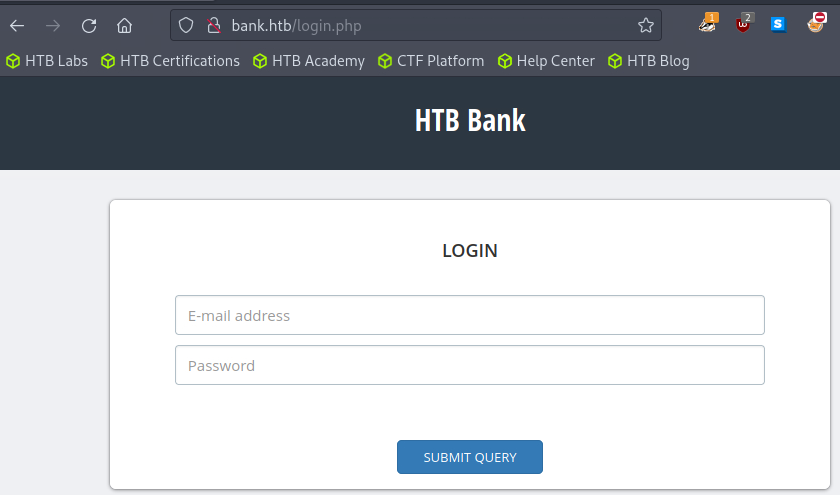 bank.htb/login.php
1
2
HTB Labs HTB Certifications HTB Academy CTF Platform Help Center HTB Blog
HTB Bank
LOGIN
E-mail address
Password
SUBMIT QUERY